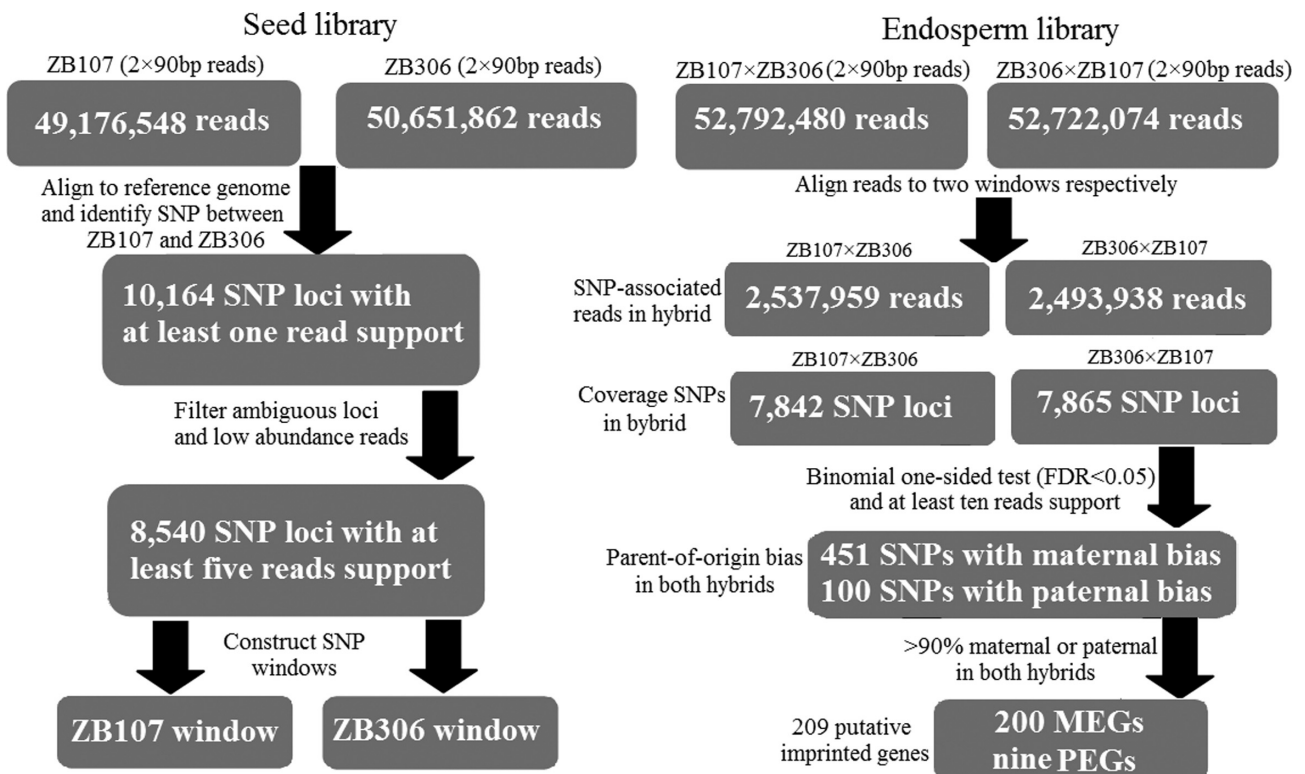 Seed library
ZB107 (2×90bp reads)
ZB306 (2×90bp reads)
49,176,548 reads
50,651,862 reads
Align to reference genome
and identify SNP between
ZB107 and ZB306
10,164 SNP loci with
at least one read support
Filter ambiguous loci
and low abundance reads
8,540 SNP loci with at
least five reads support
Construct SNP
windows
ZB107 window
ZB306 window
Endosperm library
ZB107×ZB306 (2×90bp reads)
ZB306×ZB107 (2×90bp reads)
52,792,480 reads
52,722,074 reads
Align reads to two windows respectively
ZB107×ZB306
ZB306×ZB107
SNP-associated
reads in hybrid
2,537,959 reads
2,493,938 reads
ZB107×ZB306
ZB306×ZB107
Coverage SNPs
in bybrid
7,842 SNP loci
7,865 SNP loci
Binomial one-sided test (FDR<0.05)
and at least ten reads support
Parent-of-origin bias
in both hybrids
451 SNPs with maternal bias
100 SNPs with paternal bias
>90% maternal or paternal
in both hybrids
209 putative
imprinted genes
200 MEGs
nine PEGs